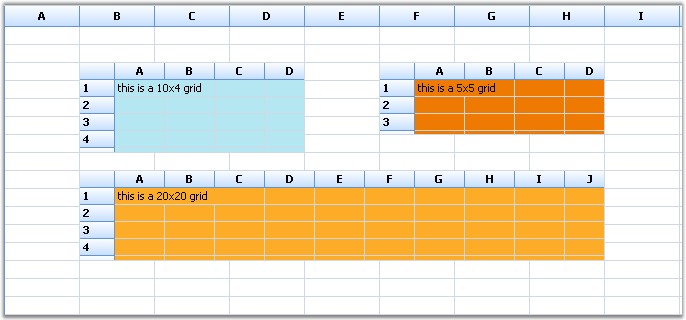 A B C D E F G H I
A B C D
1 this is a 10x4 grid
2
3
4
A B C D
1 this is a 5x5 grid
2
3
A B C D E F G H I J
1 this is a 20x20 grid
2
3
4